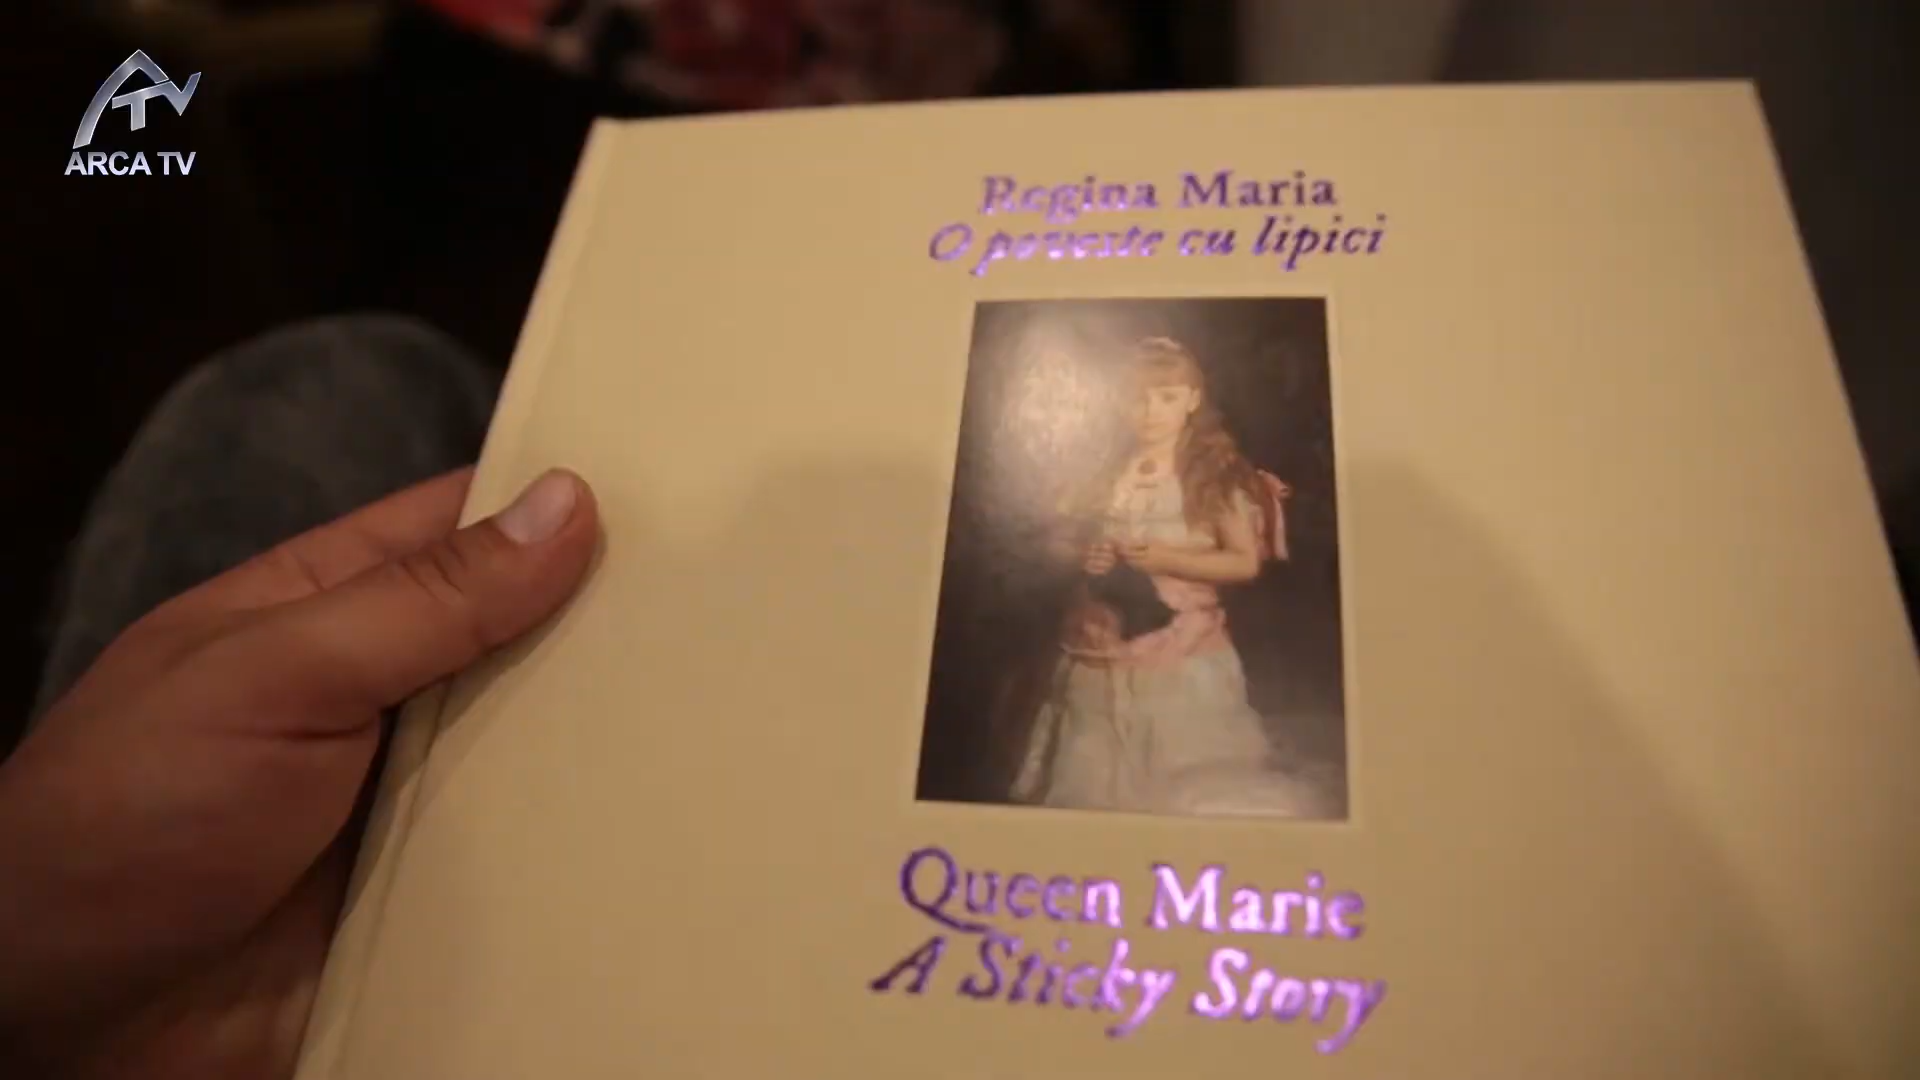 ARCA TV
Regina Maria
O poveste cu lipici
Queen Marie
A Sticky Story